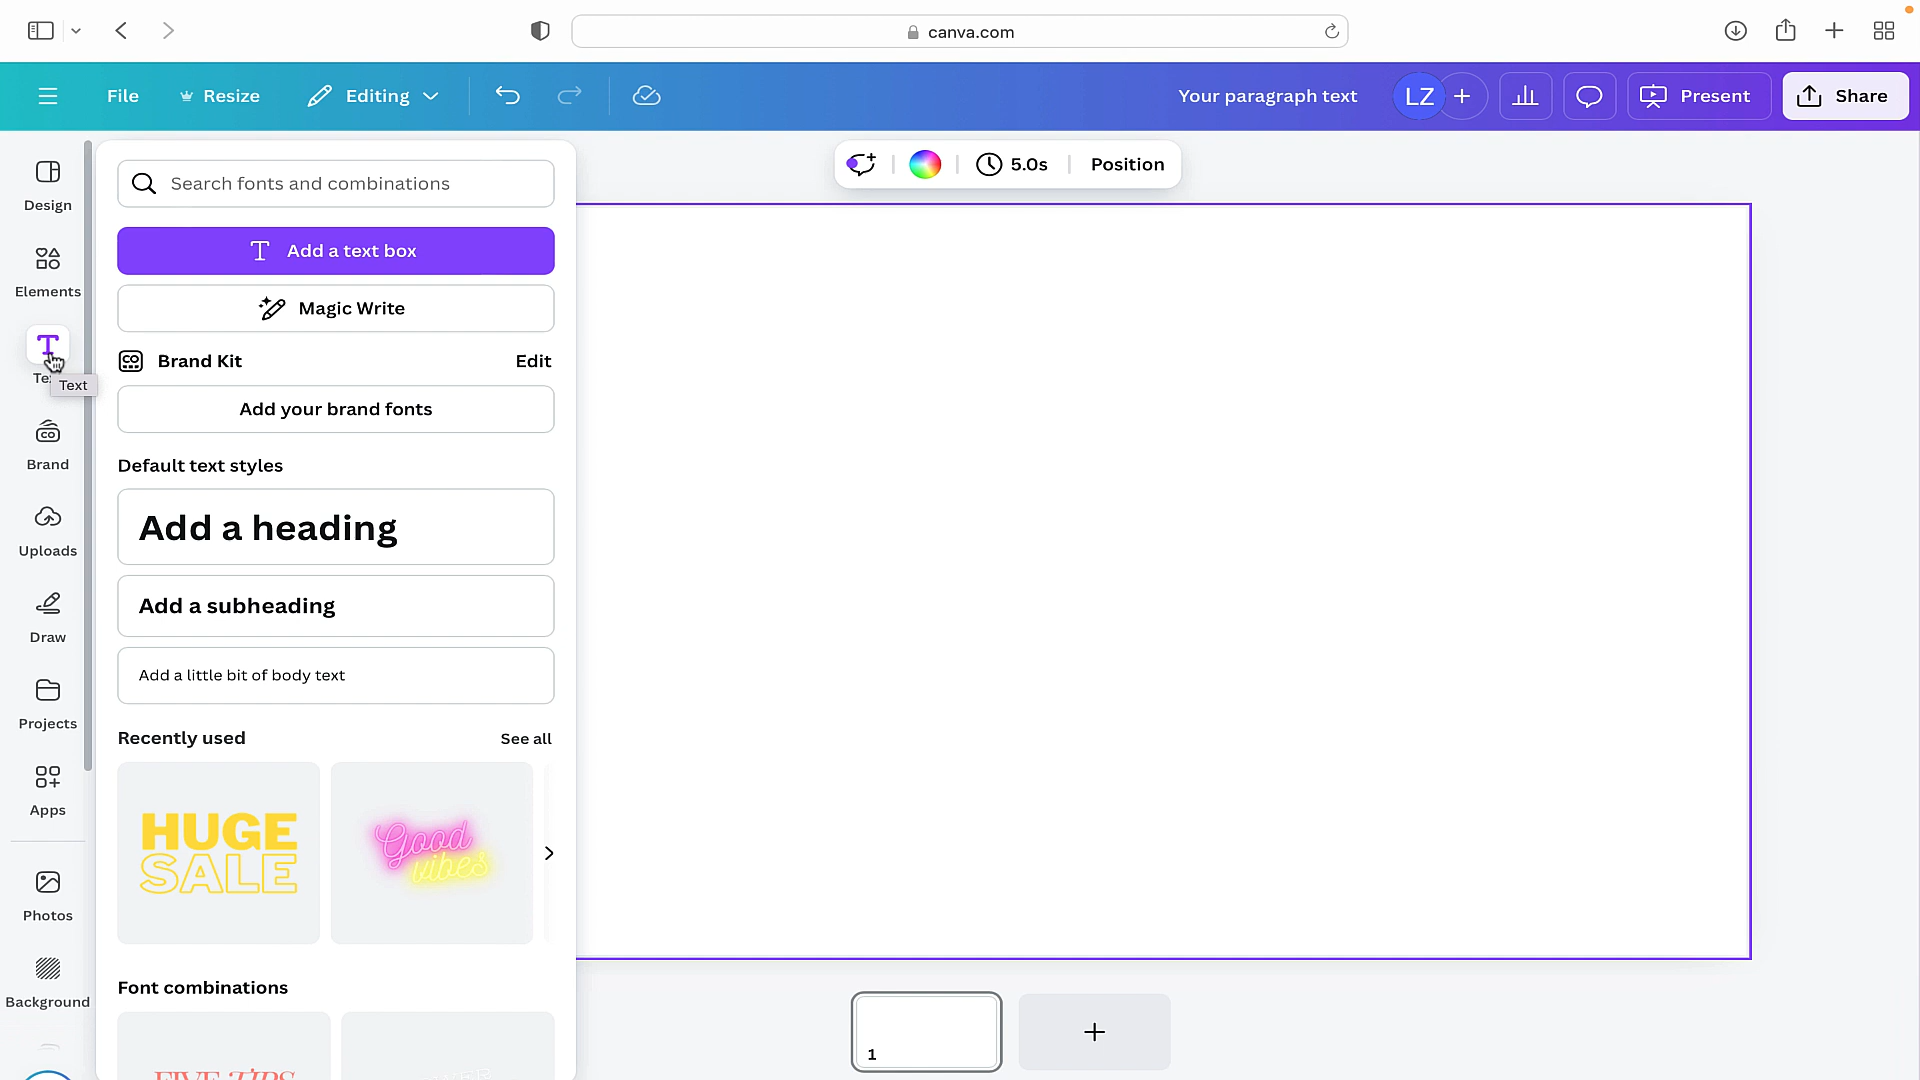 canva.com
File
Resize
Editing
Your paragraph text
LZ
Present
Share
Design
Elements
Text
Brand
Uploads
Draw
Projects
Apps
Photos
Background
Search fonts and combinations
Add a text box
Magic Write
Brand Kit
Edit
Add your brand fonts
Default text styles
Add a heading
Add a subheading
Add a little bit of body text
Recently used
See all
HUGE
SALE
Good
vibes
Font combinations
FIVE TIPS
5.0s
Position
1